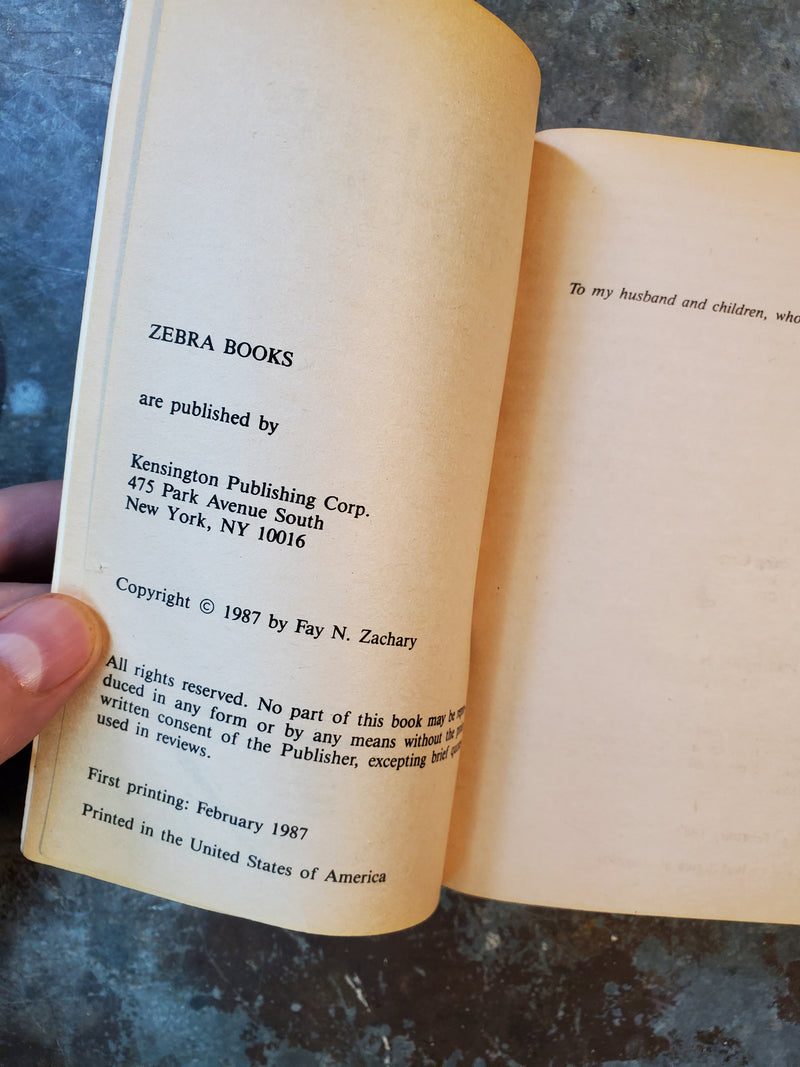 ZEBRA BOOKS
are published by
Kensington Publishing Corp.
475 Park Avenue South
New York, NY 10016
Copyright © 1987 by Fay N. Zachary
All rights reserved. No part of this book may be
duced in any form or by any means without the
written consent of the Publisher, excepting brief
used in reviews.
First printing: February 1987
Printed in the United States of America
To my husband and children, who